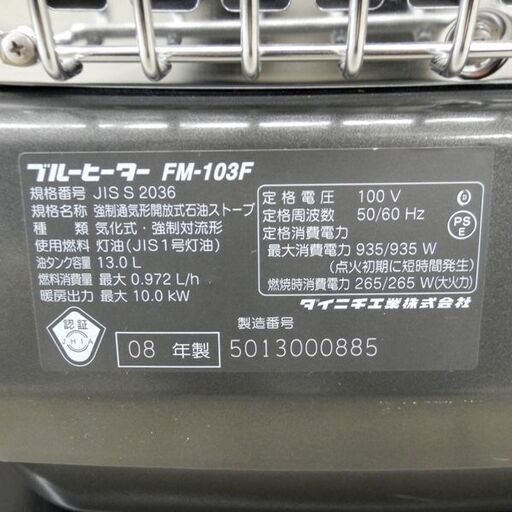 ブルーヒーター FM-103F
規格番号 JIS S 2036
規格名称 強制通気形開放式石油ストーブ
種類 気化式・強制対流形
使用燃料 灯油(JIS1号灯油)
油タンク容量 13.0 L
燃料消費量 最大 0.972 L/h
暖房出力 最大 10.0 kW
定格電圧 100 V
定格周波数 50/60 Hz
定格消費電力
最大消費電力 935/935 W
(点火初期に短時間発生)
燃焼時消費電力 265/265 W(大火力)
PS
E
ダイニチ工業株式会社
認証
JHIA
製造番号
08 年製 5013000885